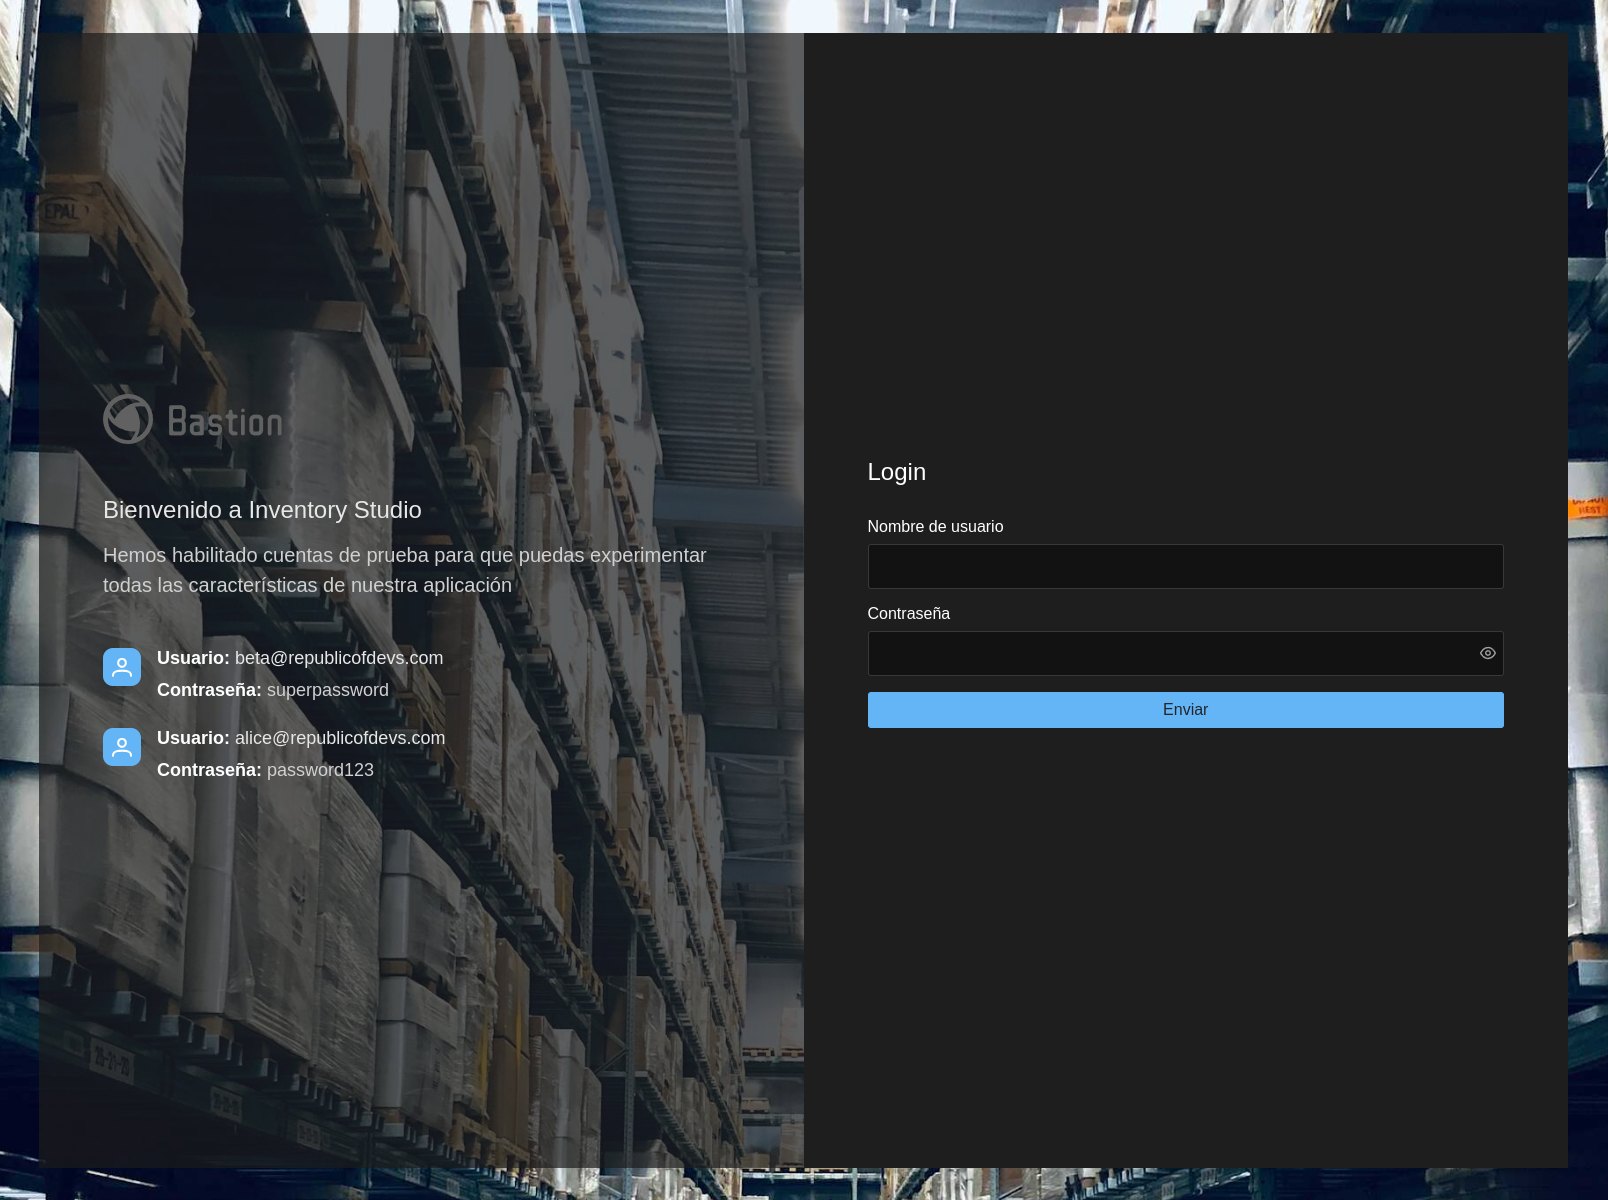 EPAL
Bastion
Bienvenido a Inventory Studio
Hemos habilitado cuentas de prueba para que puedas experimentar
todas las características de nuestra aplicación
Usuario: beta@republicofdevs.com
Contraseña: superpassword
Usuario: alice@republicofdevs.com
Contraseña: password123
Login
Nombre de usuario
Contraseña
Enviar